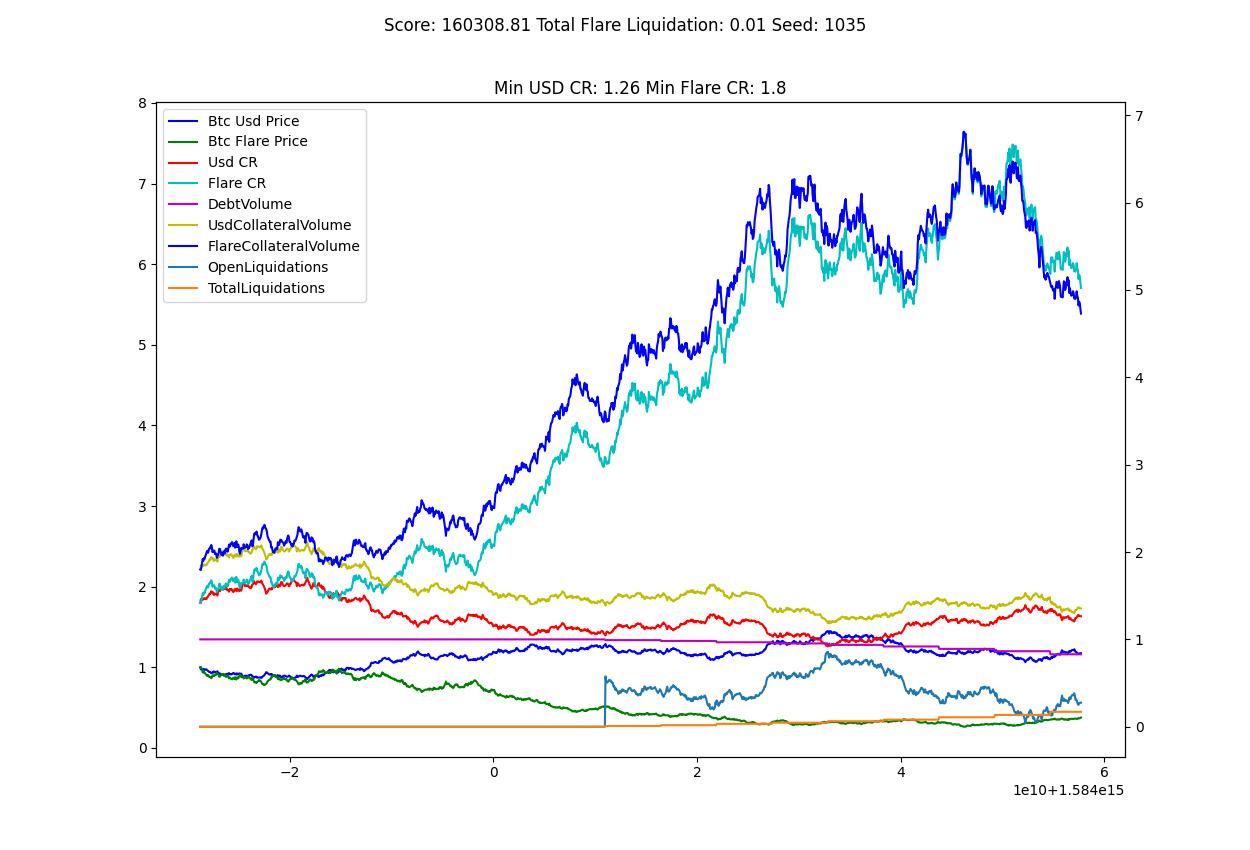 Score: 160308.81 Total Flare Liquidation: 0.01 Seed: 1035
Min USD CR: 1.26 Min Flare CR: 1.8
Btc Usd Price
Btc Flare Price
Usd CR
Flare CR
DebtVolume
UsdCollateralVolume
FlareCollateralVolume
OpenLiquidations
TotalLiquidations
8
7
6
5
4
3
2
1
0
7
6
5
4
3
2
1
0
−2
0
2
4
6
1e10+1.584e15